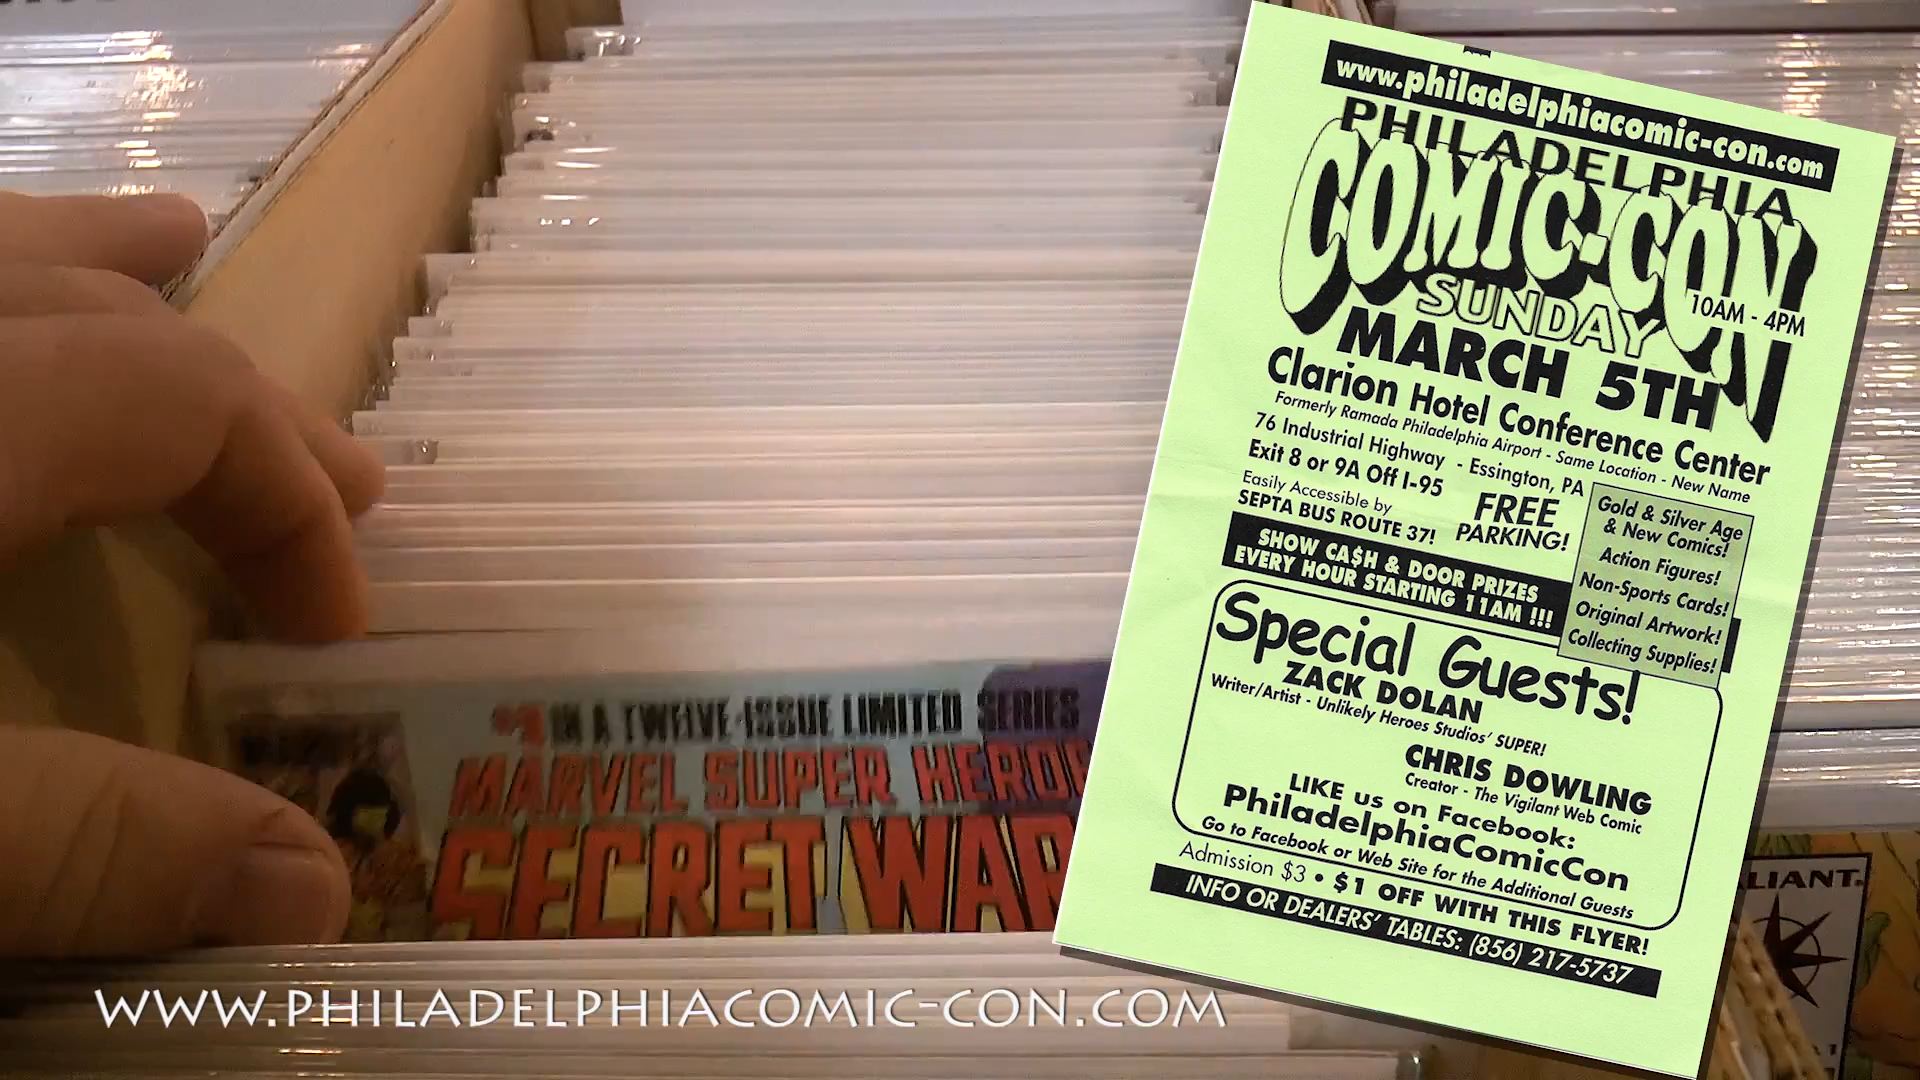 www.philadelphiacomic-con.com
PHILADELPHIA
COMIC-CON
SUNDAY
10AM - 4PM
MARCH 5TH
Clarion Hotel Conference Center
Formerly Ramada Philadelphia Airport - Same Location - New Name
76 Industrial Highway - Essington, PA
Exit 8 or 9A Off I-95
Easily Accessible by
SEPTA BUS ROUTE 37!
FREE
PARKING!
Gold & Silver Age
& New Comics!
Action Figures!
Non-Sports Cards!
Original Artwork!
Collecting Supplies!
SHOW CA$H & DOOR PRIZES
EVERY HOUR STARTING 11AM !!!
Special Guests!
ZACK DOLAN
Writer/Artist - Unlikely Heroes Studios' SUPER!
CHRIS DOWLING
Creator - The Vigilant Web Comic
LIKE us on Facebook:
PhiladelphiaComicCon
Go to Facebook or Web Site for the Additional Guests
Admission $3 • $1 OFF WITH THIS FLYER!
INFO OR DEALERS' TABLES: (856) 217-5737
#1 IN A TWELVE-ISSUE LIMITED SERIES
MARVEL SUPER HEROE
SECRET WAR
LIANT
WWW.PHILADELPHIACOMIC-CON.COM